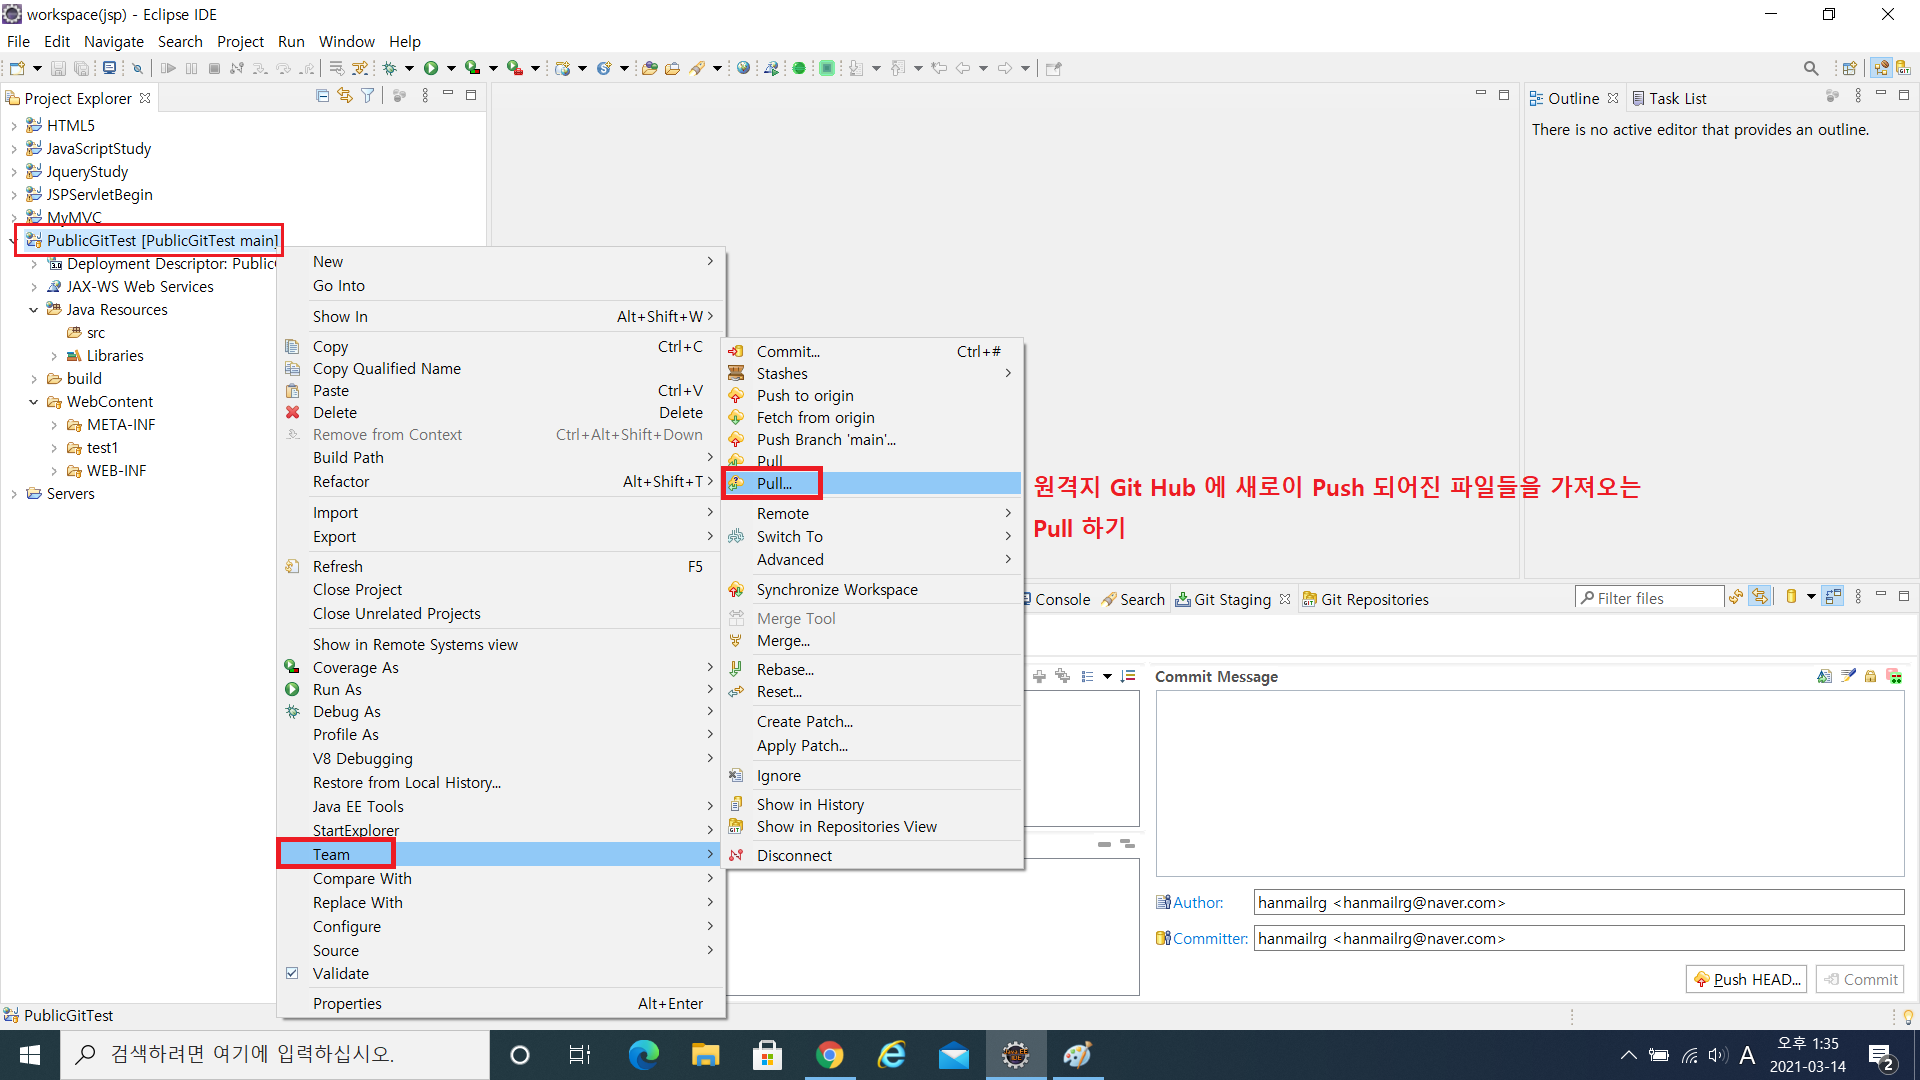 workspace(jsp) - Eclipse IDE
File Edit Navigate Search Project Run Window Help
Project Explorer
HTML5
JavaScriptStudy
JqueryStudy
JSPServletBegin
MyMVC
PublicGitTest [PublicGitTest main]
Deployment Descriptor: Public
JAX-WS Web Services
Java Resources
src
Libraries
build
WebContent
META-INF
test1
WEB-INF
Servers
New
Go Into
Show In Alt+Shift+W
Copy Ctrl+C
Copy Qualified Name
Paste Ctrl+V
Delete Delete
Remove from Context Ctrl+Alt+Shift+Down
Build Path
Refactor Alt+Shift+T
Import
Export
Refresh F5
Close Project
Close Unrelated Projects
Show in Remote Systems view
Coverage As
Run As
Debug As
Profile As
V8 Debugging
Restore from Local History...
Java EE Tools
StartExplorer
Team
Compare With
Replace With
Configure
Source
Validate
Properties Alt+Enter
Commit... Ctrl+#
Stashes
Push to origin
Fetch from origin
Push Branch 'main'...
Pull
Pull...
Remote
Switch To
Advanced
Synchronize Workspace
Merge Tool
Merge...
Rebase...
Reset...
Create Patch...
Apply Patch...
Ignore
Show in History
Show in Repositories View
Disconnect
원격지 Git Hub 에 새로이 Push 되어진 파일들을 가져오는
Pull 하기
Outline Task List
There is no active editor that provides an outline.
Console Search Git Staging Git Repositories Filter files
Commit Message
Author: hanmailrg <hanmailrg@naver.com>
Committer: hanmailrg <hanmailrg@naver.com>
Push HEAD... Commit
PublicGitTest
검색하려면 여기에 입력하십시오.
A
오후 1:35
2021-03-14
2